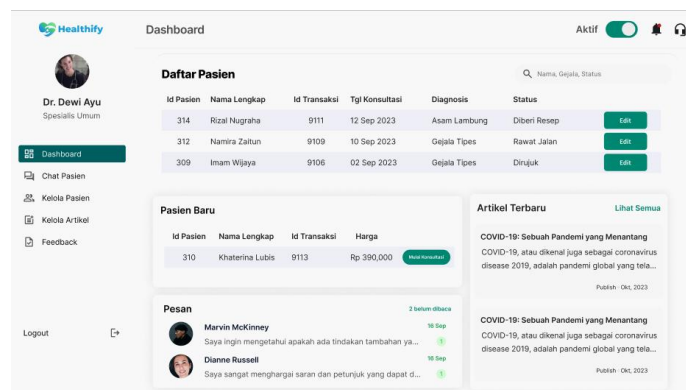 Healthify
Dashboard
Aktif
Dr. Dewi Ayu
Spesialis Umum
Dashboard
Chat Pasien
Kelola Pasien
Kelola Artikel
Feedback
Logout
Daftar Pasien
Nama, Gejala, Status
Id Pasien Nama Lengkap Id Transaksi Tgl Konsultasi Diagnosis Status
314 Rizal Nugraha 9111 12 Sep 2023 Asam Lambung Diberi Resep Edit
312 Namira Zaitun 9109 10 Sep 2023 Gejala Tipes Rawat Jalan Edit
309 Imam Wijaya 9106 02 Sep 2023 Gejala Tipes Dirujuk Edit
Pasien Baru
Id Pasien Nama Lengkap Id Transaksi Harga
310 Khaterina Lubis 9113 Rp 390,000 Mulai Konsultasi
Pesan 2 belum dibaca
Marvin McKinney 16 Sep
Saya ingin mengetahui apakah ada tindakan tambahan ya... 1
Dianne Russell 16 Sep
Saya sangat menghargai saran dan petunjuk yang dapat d... 1
Artikel Terbaru Lihat Semua
COVID-19: Sebuah Pandemi yang Menantang
COVID-19, atau dikenal juga sebagai coronavirus
disease 2019, adalah pandemi global yang tela...
Publish - Okt, 2023
COVID-19: Sebuah Pandemi yang Menantang
COVID-19, atau dikenal juga sebagai coronavirus
disease 2019, adalah pandemi global yang tela...
Publish - Okt, 2023